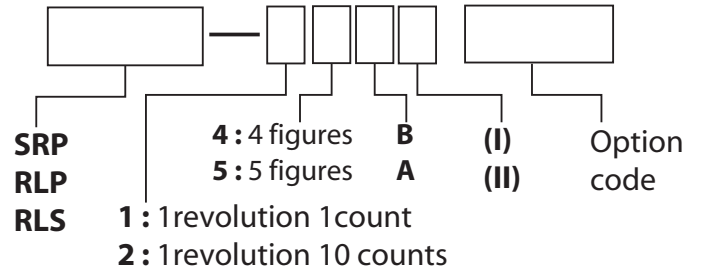 SRP
RLP
RLS
1 : 1revolution 1count
2 : 1revolution 10 counts
4 : 4 figures
5 : 5 figures
B
A
(I)
(II)
Option
code